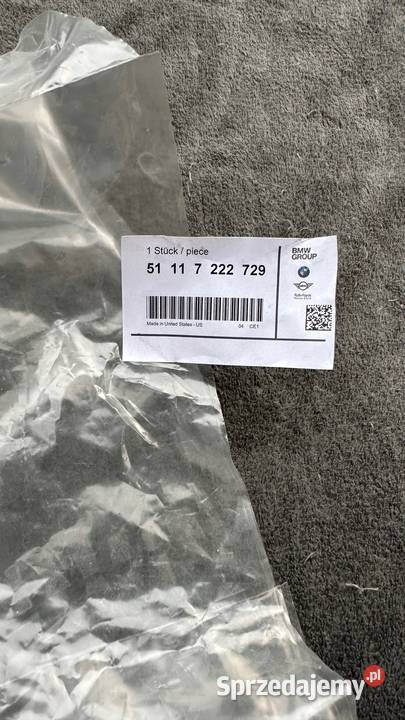 1 Stück / piece
51 11 7 222 729
Made in United States - US 04 CE1
BMW
GROUP
MINI
Sprzedajemy.pl